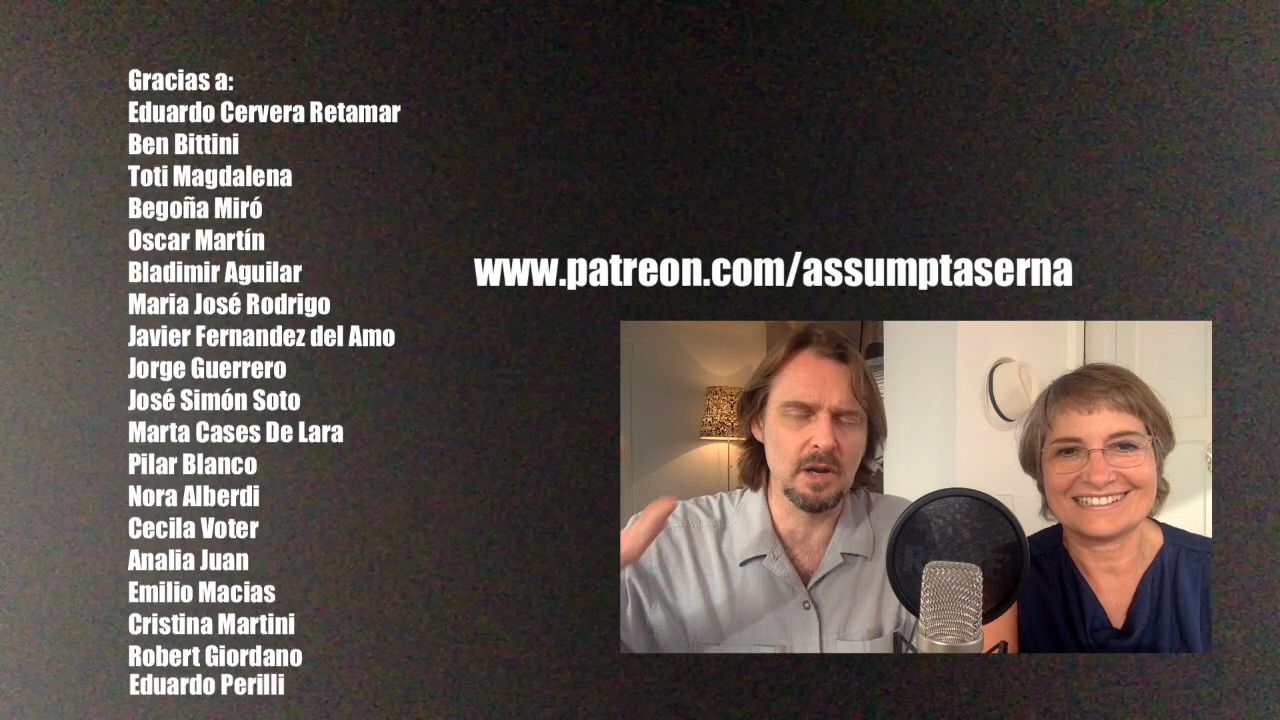 Gracias a:
Eduardo Cervera Retamar
Ben Bittini
Toti Magdalena
Begoña Miró
Oscar Martín
Bladimir Aguilar
Maria José Rodrigo
Javier Fernandez del Amo
Jorge Guerrero
José Simón Soto
Marta Cases De Lara
Pilar Blanco
Nora Alberdi
Cecila Voter
Analia Juan
Emilio Macias
Cristina Martini
Robert Giordano
Eduardo Perilli
www.patreon.com/assumptaserna